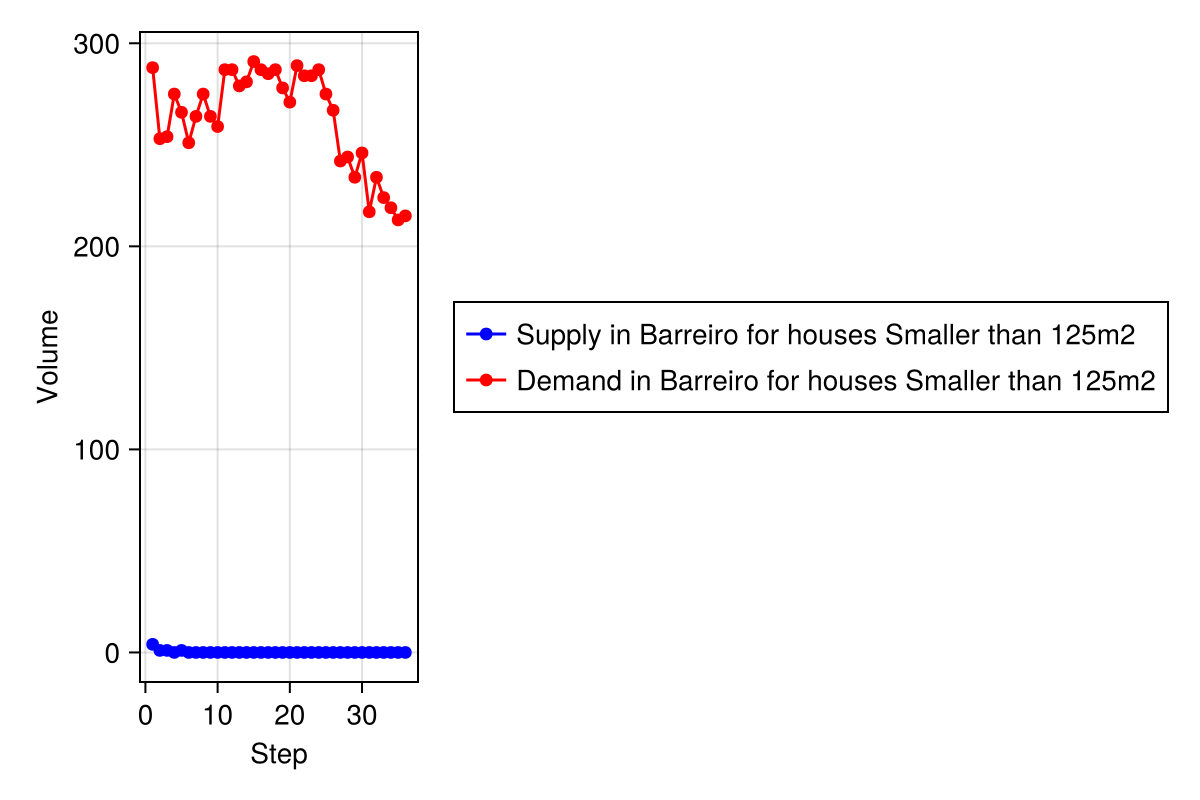 300
200
100
0
Volume
0 10 20 30
Step
Supply in Barreiro for houses Smaller than 125m2
Demand in Barreiro for houses Smaller than 125m2